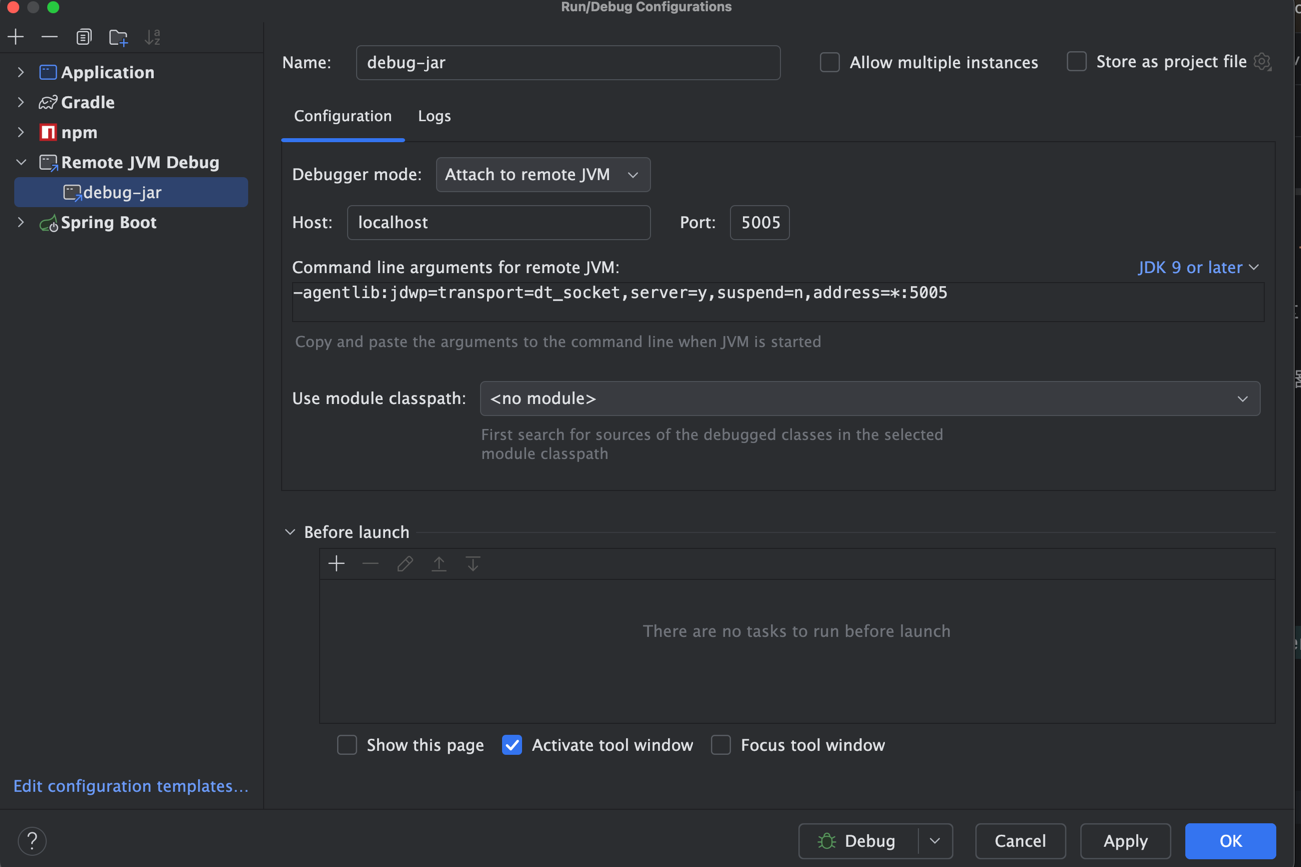 Run/Debug Configurations
Application
Gradle
npm
Remote JVM Debug
debug-jar
Spring Boot
Edit configuration templates...
Name: debug-jar Allow multiple instances Store as project file
Configuration Logs
Debugger mode: Attach to remote JVM
Host: localhost Port: 5005
Command line arguments for remote JVM: JDK 9 or later
-agentlib:jdwp=transport=dt_socket,server=y,suspend=n,address=*:5005
Copy and paste the arguments to the command line when JVM is started
Use module classpath: <no module>
First search for sources of the debugged classes in the selected
module classpath
Before launch
There are no tasks to run before launch
Show this page Activate tool window Focus tool window
? Debug Cancel Apply OK